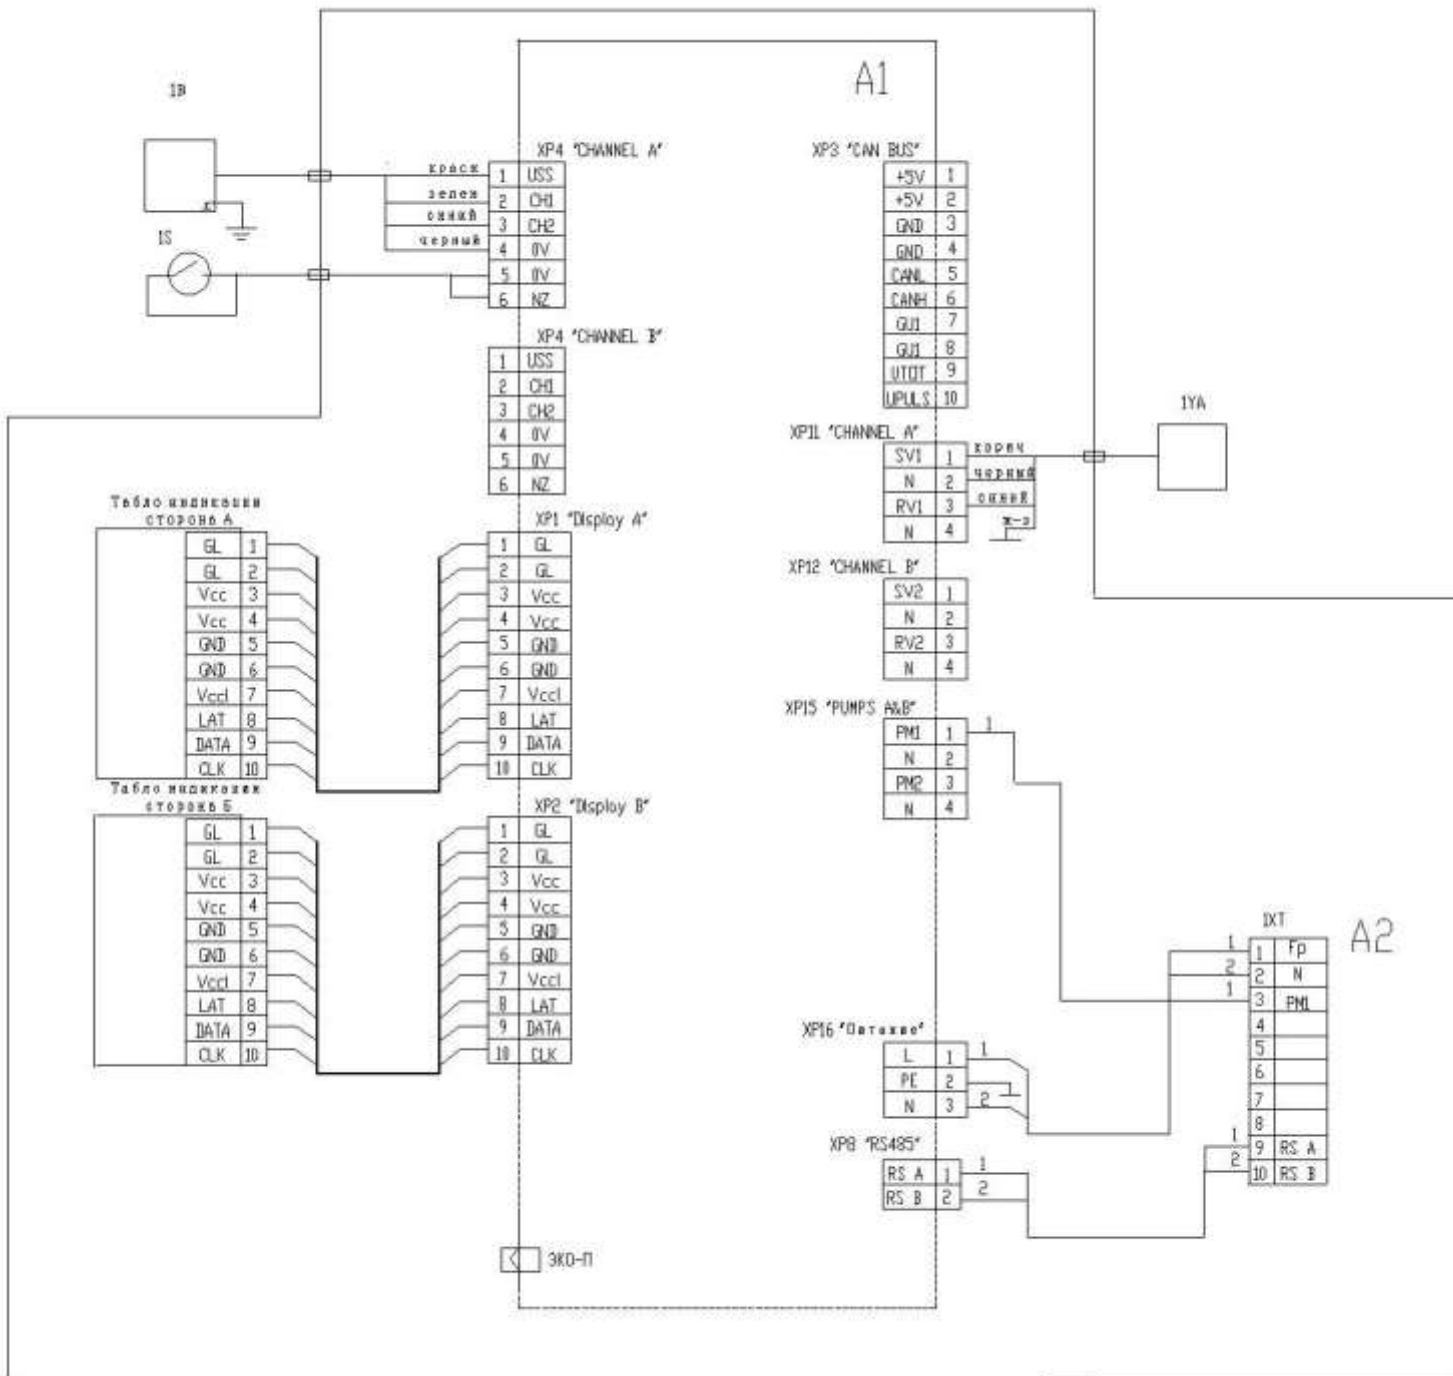 A1
1B
XP4 "CHANNEL A"
красн 1 USS
зелен 2 CH1
синий 3 CH2
черный 4 0V
5 0V
6 NZ
1S
XP4 "CHANNEL B"
1 USS
2 CH1
3 CH2
4 0V
5 0V
6 NZ
Табло индикации
сторона А
GL 1
GL 2
Vcc 3
Vcc 4
GND 5
GND 6
Vccl 7
LAT 8
DATA 9
CLK 10
XP1 "Display A"
1 GL
2 GL
3 Vcc
4 Vcc
5 GND
6 GND
7 Vccl
8 LAT
9 DATA
10 CLK
Табло индикации
сторона Б
GL 1
GL 2
Vcc 3
Vcc 4
GND 5
GND 6
Vccl 7
LAT 8
DATA 9
CLK 10
XP2 "Display B"
1 GL
2 GL
3 Vcc
4 Vcc
5 GND
6 GND
7 Vccl
8 LAT
9 DATA
10 CLK
ЭКО-П
XP3 "CAN BUS"
+5V 1
+5V 2
GND 3
GND 4
CANL 5
CANH 6
GU1 7
GU1 8
UTOT 9
UPULS 10
XP11 "CHANNEL A"
SV1 1 корич
N 2 черный
RV1 3 синий
N 4 ж-з
1YA
XP12 "CHANNEL B"
SV2 1
N 2
RV2 3
N 4
XP15 "PUMPS A&B"
PM1 1 1
N 2
PM2 3
N 4
XP16 "Питание"
L 1 1
PE 2
N 3 2
XP8 "RS485"
RS A 1 1
RS B 2 2
1XT
A2
1 1 Fp
2 2 N
1 3 PM1
4
5
6
7
8
1 9 RS A
2 10 RS B